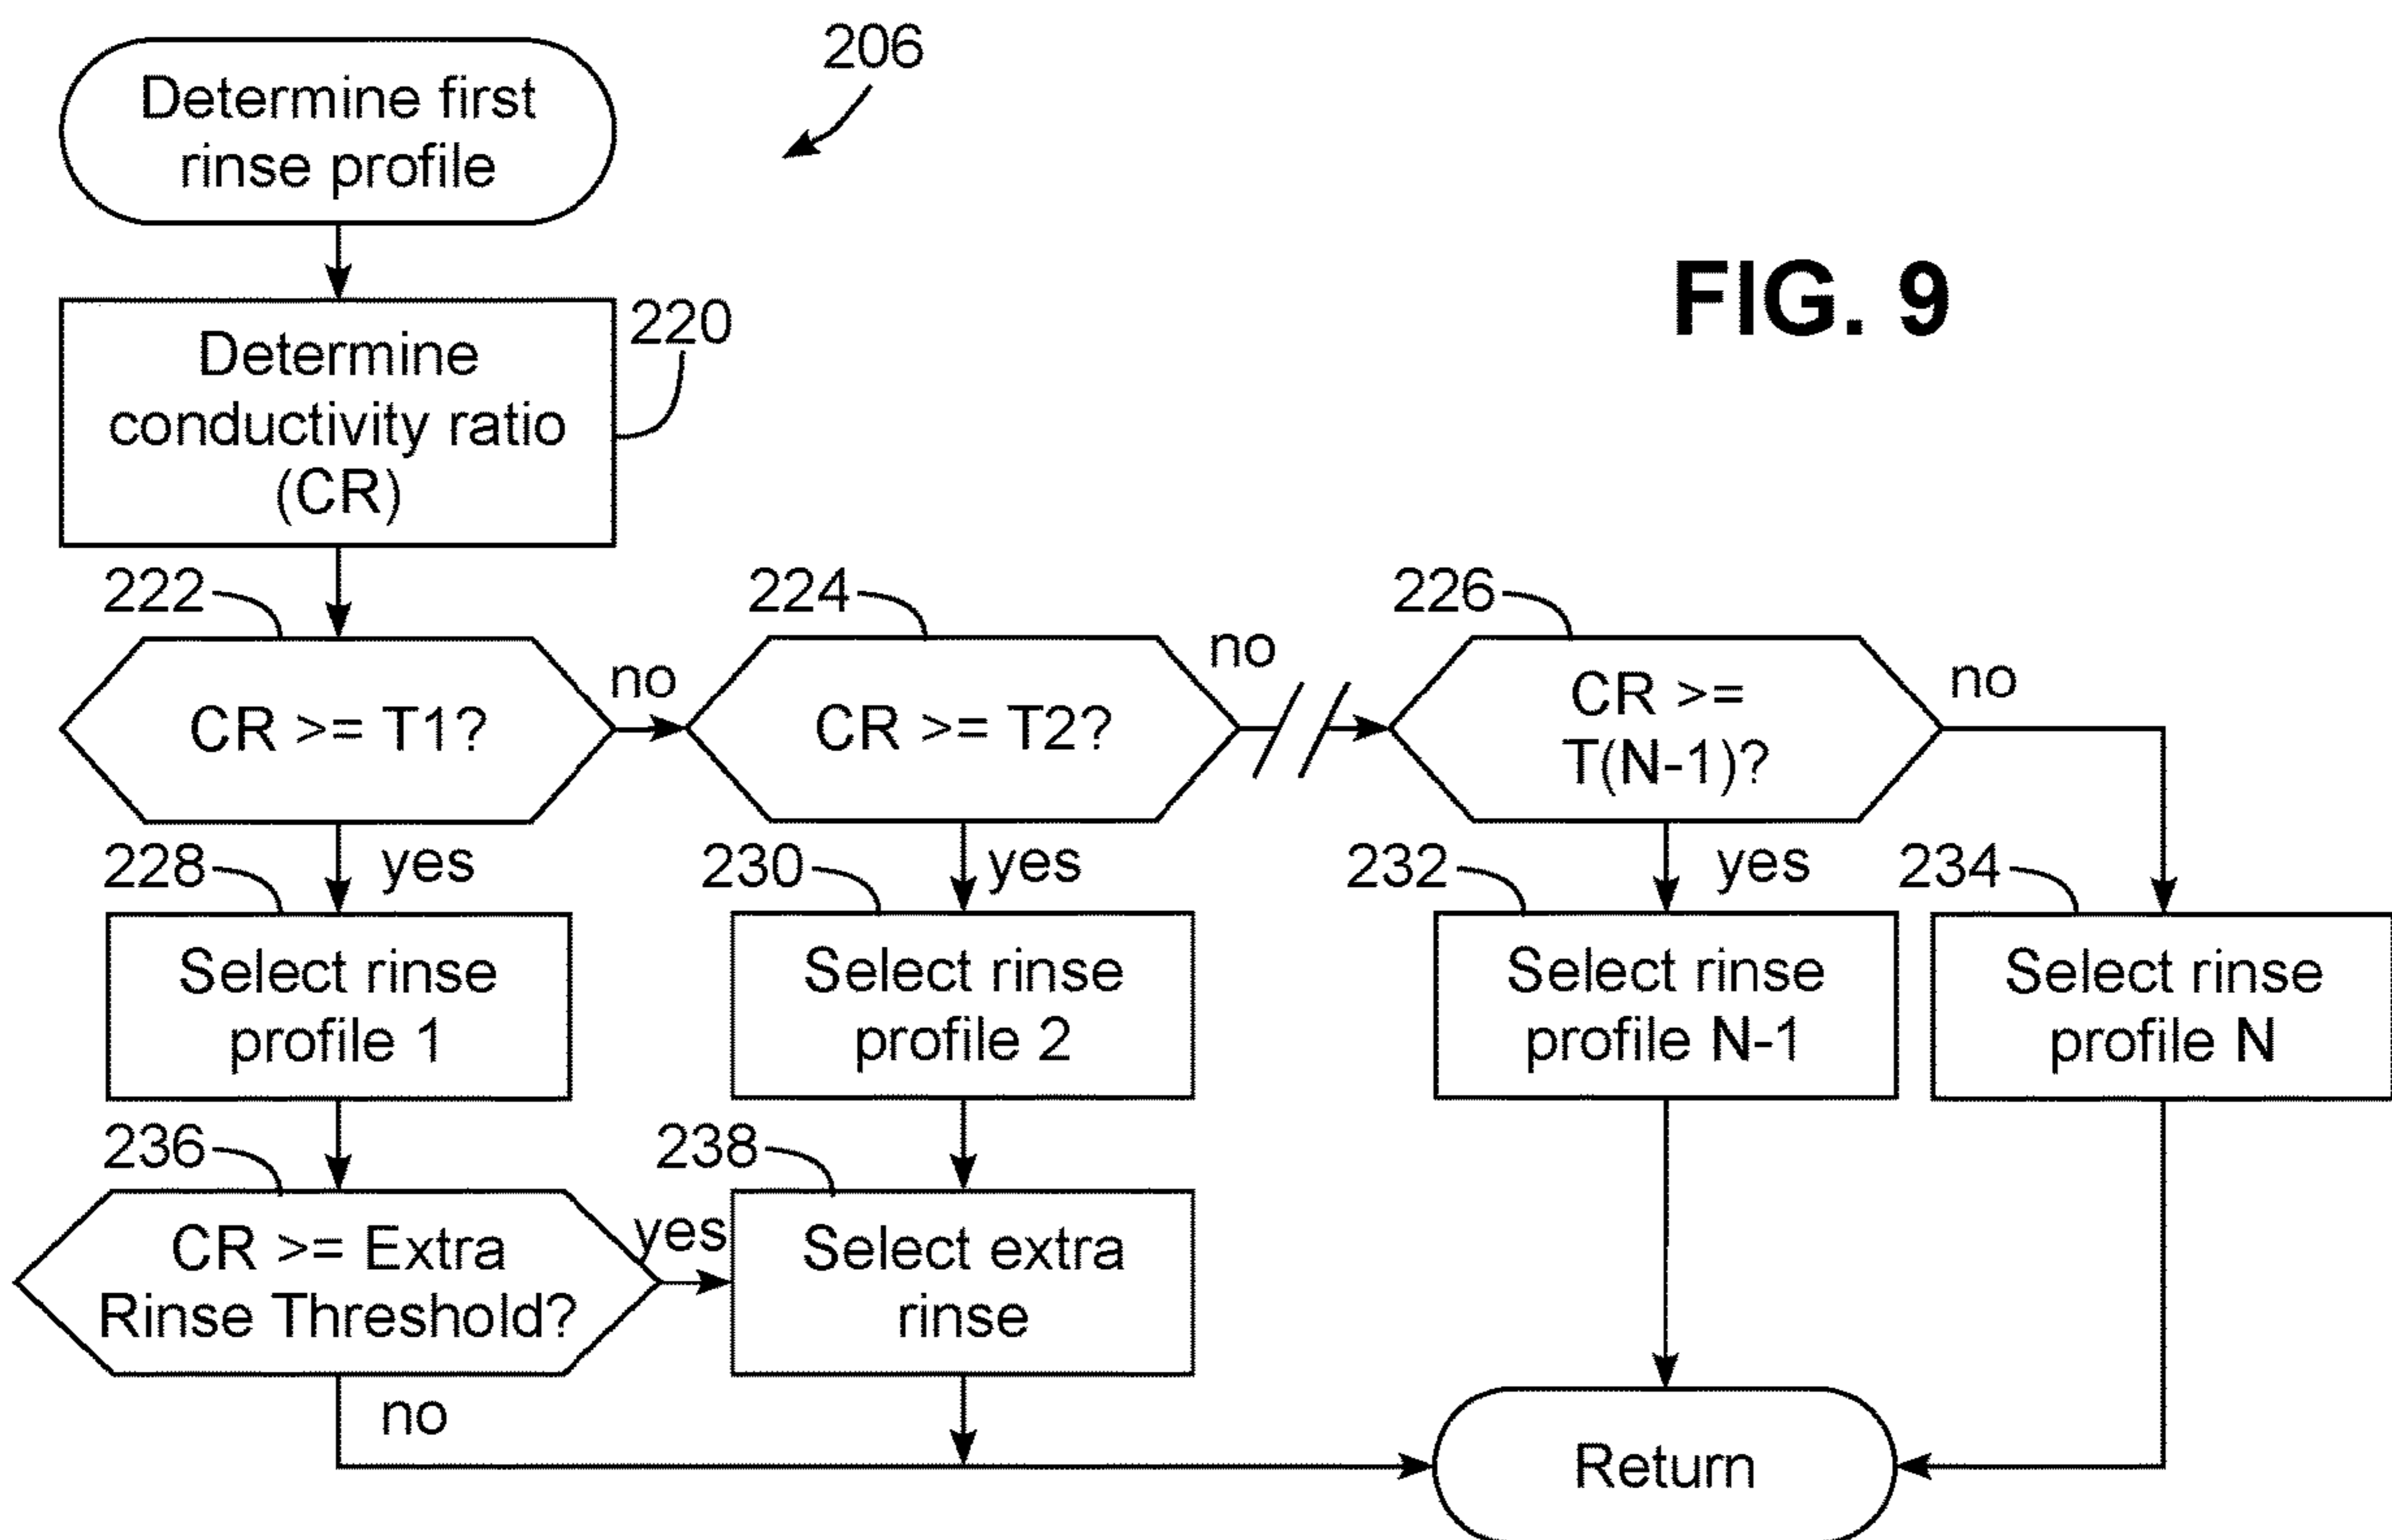 206
Determine first
rinse profile
FIG. 9
220
Determine
conductivity ratio
(CR)
222
224
226
no
no
no
CR >= T1?
CR >= T2?
CR >=
T(N-1)?
228
yes
230
yes
232
yes
234
Select rinse
profile 1
Select rinse
profile 2
Select rinse
profile N-1
Select rinse
profile N
236
238
CR >= Extra
Rinse Threshold?
yes
Select extra
rinse
no
Return